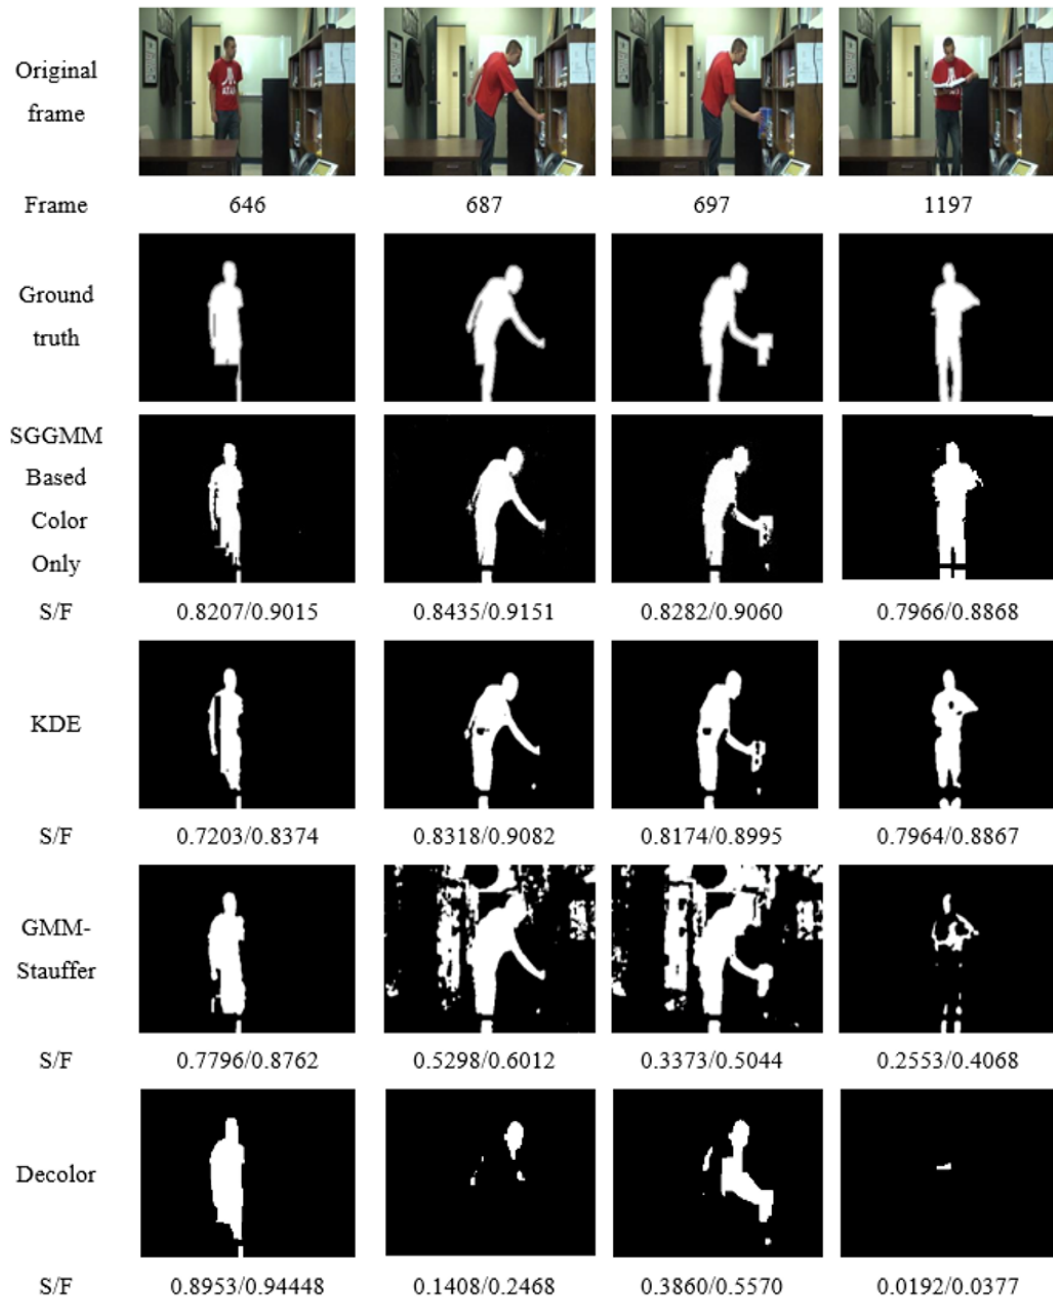 Original
frame
Frame 646 687 697 1197
Ground
truth
SGGMM
Based
Color
Only
S/F 0.8207/0.9015 0.8435/0.9151 0.8282/0.9060 0.7966/0.8868
KDE
S/F 0.7203/0.8374 0.8318/0.9082 0.8174/0.8995 0.7964/0.8867
GMM-
Stauffer
S/F 0.7796/0.8762 0.5298/0.6012 0.3373/0.5044 0.2553/0.4068
Decolor
S/F 0.8953/0.94448 0.1408/0.2468 0.3860/0.5570 0.0192/0.0377